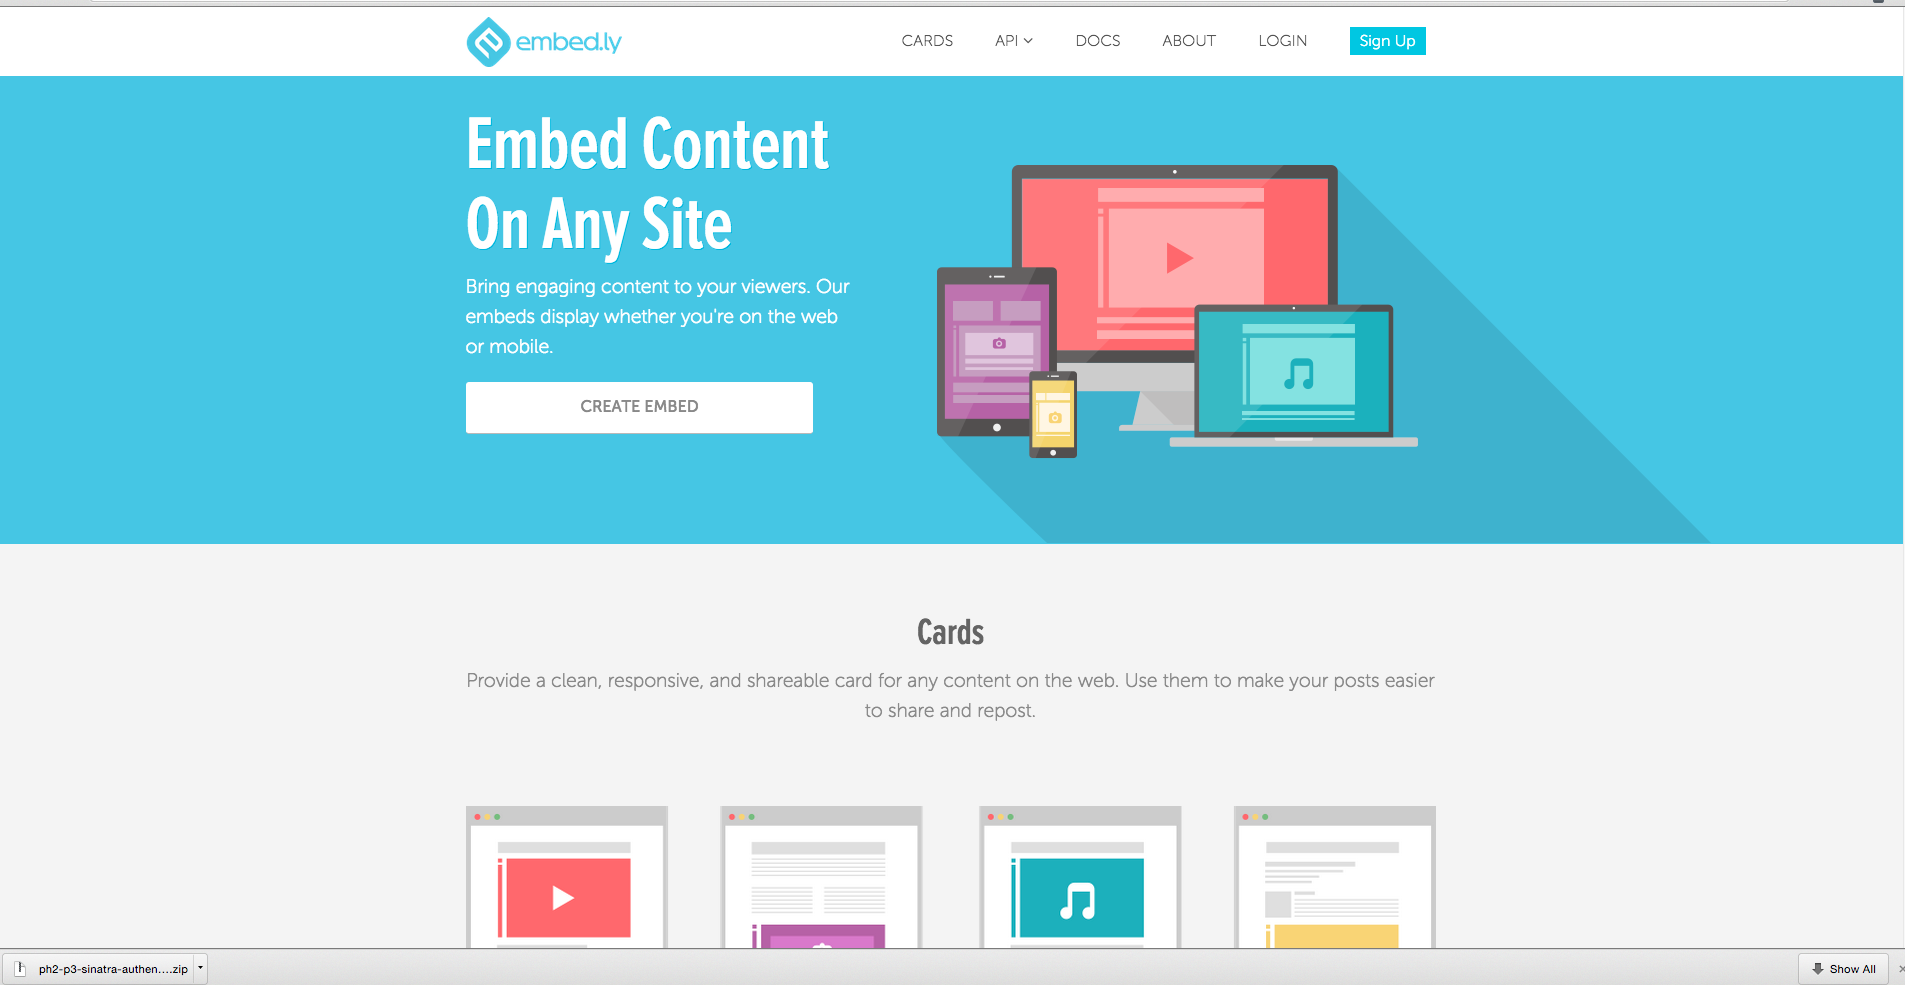 embed.ly
CARDS API DOCS ABOUT LOGIN Sign Up
Embed Content
On Any Site
Bring engaging content to your viewers. Our
embeds display whether you're on the web
or mobile.
CREATE EMBED
Cards
Provide a clean, responsive, and shareable card for any content on the web. Use them to make your posts easier
to share and repost.
ph2-p3-sinatra-authen....zip
Show All